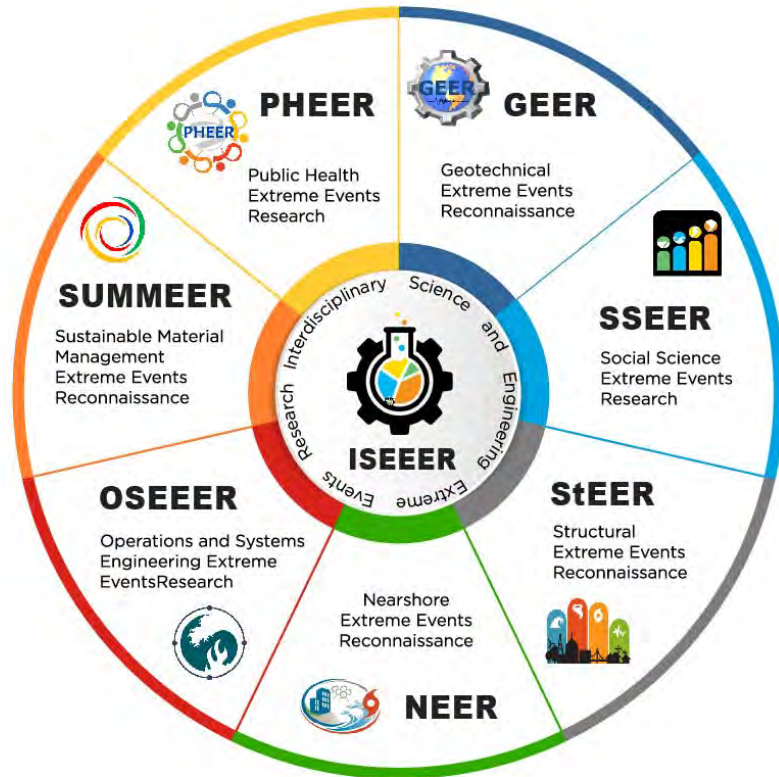 PHEER
PHEER
Public Health
Extreme Events
Research
GEER
GEER
Geotechnical
Extreme Events
Reconnaissance
SSEER
Social Science
Extreme Events
Research
StEER
Structural
Extreme Events
Reconnaissance
Nearshore
Extreme Events
Reconnaissance
NEER
OSEEER
Operations and Systems
Engineering Extreme
EventsResearch
SUMMEER
Sustainable Material
Management
Extreme Events
Reconnaissance
Interdisciplinary Science and Engineering Extreme Events Research
ISEEER